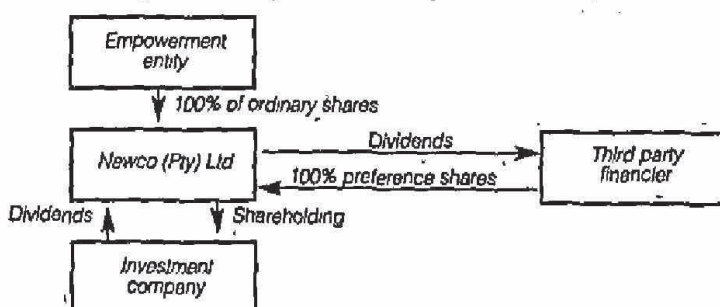 Empowerment
entity
100% of ordinary shares
Newco (Pty) Ltd
Dividends
Third party
financier
100% preference shares
Dividends
Shareholding
Investment
company